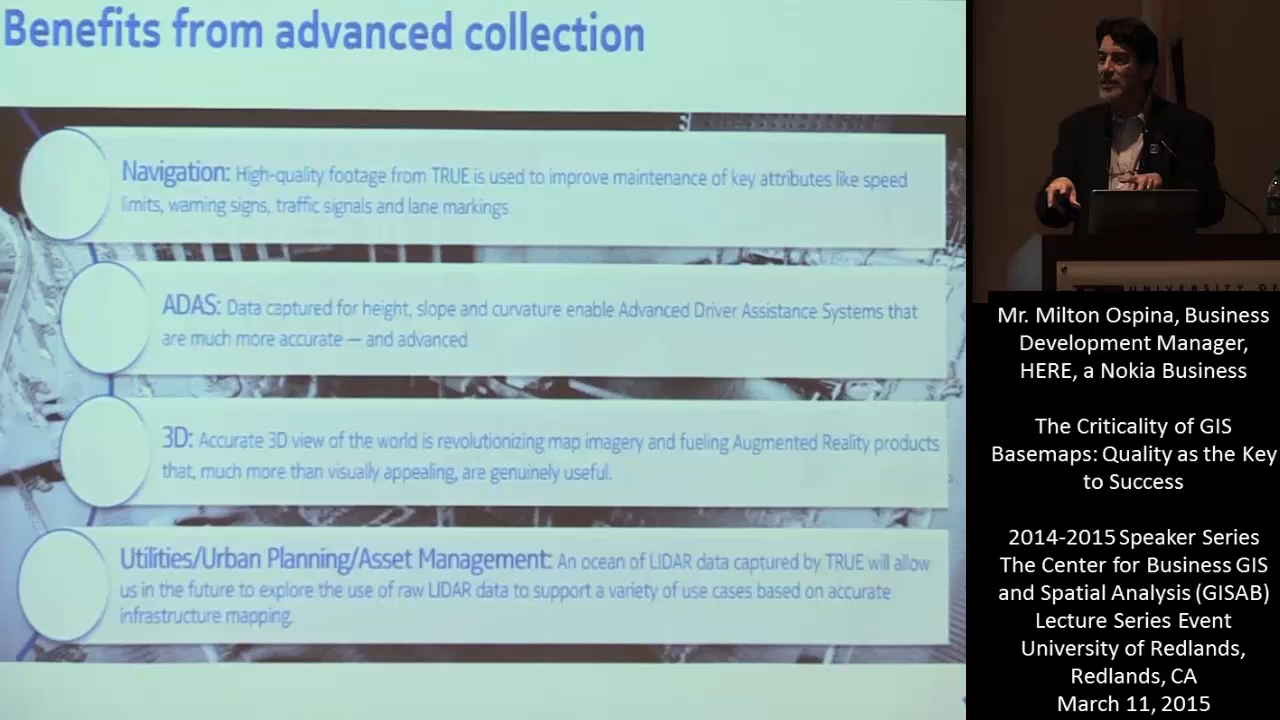 Benefits from advanced collection
Navigation: High-quality footage from TRUE is used to improve maintenance of key attributes like speed
limits, warning signs, traffic signals and lane markings
ADAS: Data captured for height, slope and curvature enable Advanced Driver Assistance Systems that
are much more accurate — and advanced
3D: Accurate 3D view of the world is revolutionizing map imagery and fueling Augmented Reality products
that, much more than visually appealing, are genuinely useful.
Utilities/Urban Planning/Asset Management: An ocean of LIDAR data captured by TRUE will allow
us in the future to explore the use of raw LIDAR data to support a variety of use cases based on accurate
infrastructure mapping.
UNIVERSITY OF
Mr. Milton Ospina, Business
Development Manager,
HERE, a Nokia Business
The Criticality of GIS
Basemaps: Quality as the Key
to Success
2014-2015 Speaker Series
The Center for Business GIS
and Spatial Analysis (GISAB)
Lecture Series Event
University of Redlands,
Redlands, CA
March 11, 2015